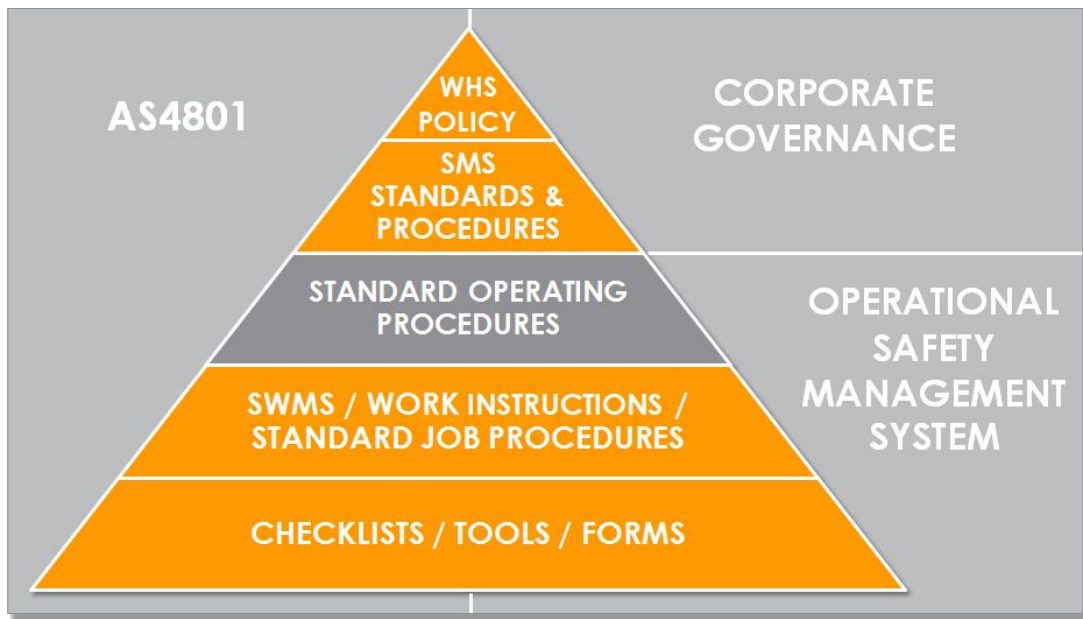 AS4801
WHS
POLICY
SMS
STANDARDS &
PROCEDURES
STANDARD OPERATING
PROCEDURES
SWMS / WORK INSTRUCTIONS /
STANDARD JOB PROCEDURES
CHECKLISTS / TOOLS / FORMS
CORPORATE
GOVERNANCE
OPERATIONAL
SAFETY
MANAGEMENT
SYSTEM